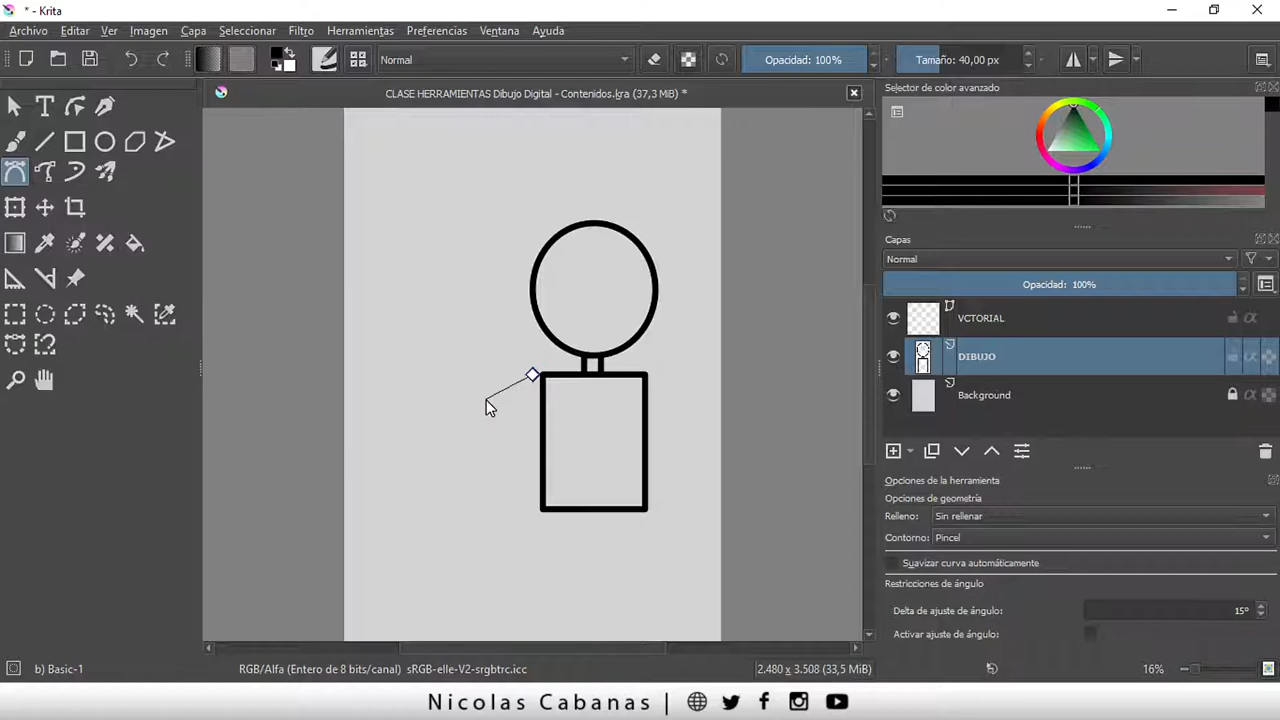 * - Krita
Archivo Editar Ver Imagen Capa Seleccionar Filtro Herramientas Preferencias Ventana Ayuda
Normal Opacidad: 100% Tamaño: 40,00 px
CLASE HERRAMIENTAS Dibujo Digital - Contenidos.kra (37,3 MiB) *
Selector de color avanzado
Capas
Normal
Opacidad: 100%
VCTORIAL
DIBUJO
Background
Opciones de la herramienta
Opciones de geometría
Relleno: Sin rellenar
Contorno: Pincel
Suavizar curva automáticamente
Restricciones de ángulo
Delta de ajuste de ángulo: 15°
Activar ajuste de ángulo:
b) Basic-1 RGB/Alfa (Entero de 8 bits/canal) sRGB-elle-V2-srgbtrc.icc 2.480 x 3.508 (33,5 MiB) 16%
Nicolas Cabanas |